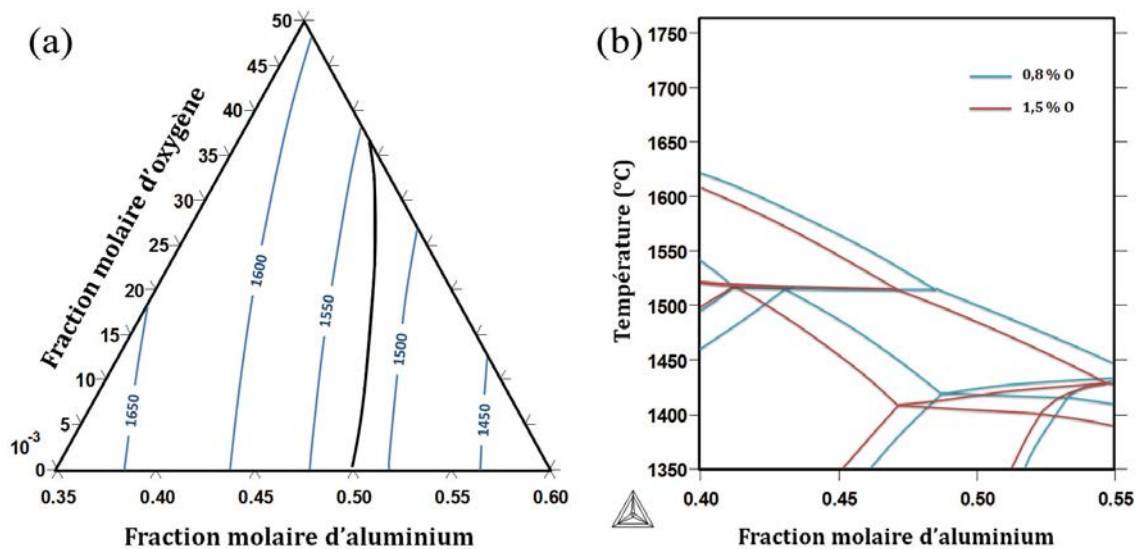 (a)
50
45
40
35
30
25
20
15
10
5
0
10⁻³
Fraction molaire d'oxygène
1650
1600
1550
1500
1450
0.35 0.40 0.45 0.50 0.55 0.60
Fraction molaire d'aluminium
(b)
1750
1700
1650
1600
1550
1500
1450
1400
1350
Température (°C)
0,8 % O
1,5 % O
0.40 0.45 0.50 0.55
Fraction molaire d'aluminium